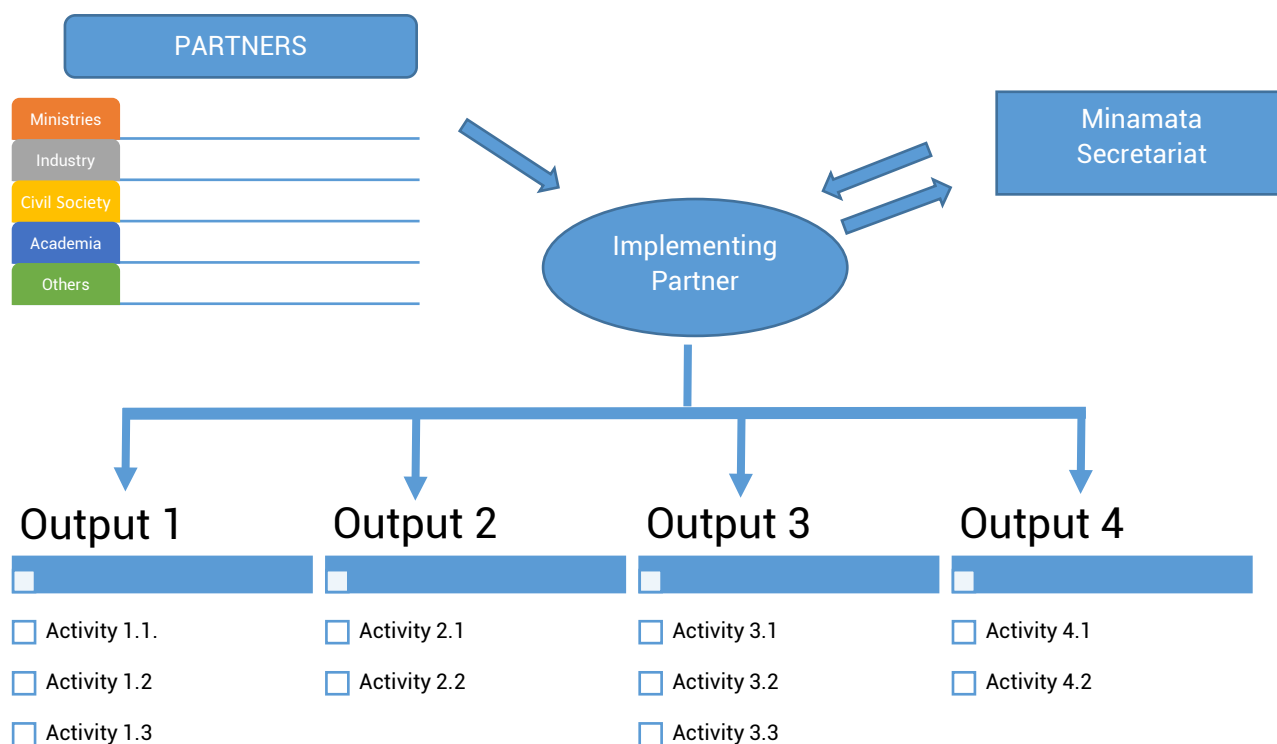 PARTNERS
Ministries
Industry
Civil Society
Academia
Others
Minamata
Secretariat
Implementing
Partner
Output 1
Activity 1.1.
Activity 1.2
Activity 1.3
Output 2
Activity 2.1
Activity 2.2
Output 3
Activity 3.1
Activity 3.2
Activity 3.3
Output 4
Activity 4.1
Activity 4.2